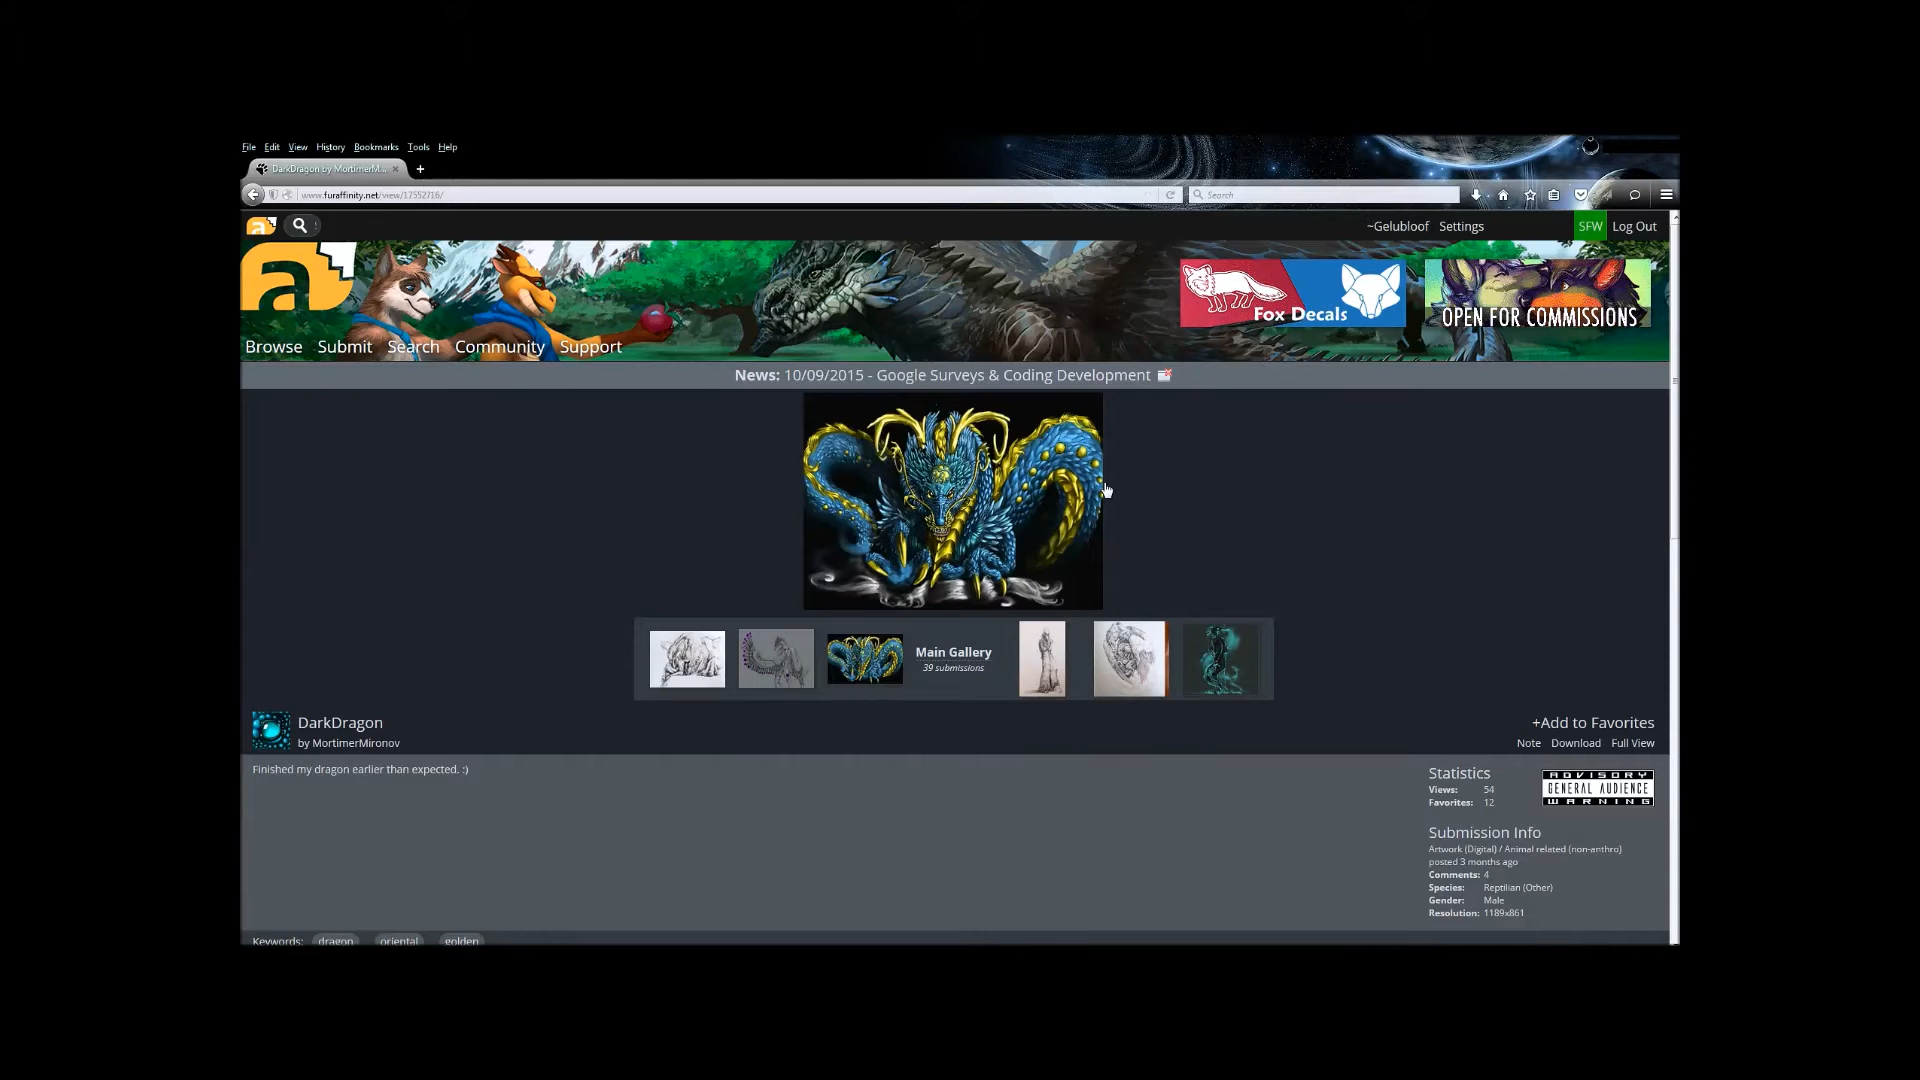 File Edit View History Bookmarks Tools Help
DarkDragon by MortimerM...
www.furaffinity.net/view/17552716/
Search
~Gelubloof Settings SFW Log Out
Fox Decals
OPEN FOR COMMISSIONS
Browse Submit Search Community Support
News: 10/09/2015 - Google Surveys & Coding Development
Main Gallery
39 submissions
DarkDragon
by MortimerMironov
+Add to Favorites
Note Download Full View
Finished my dragon earlier than expected. :)
Statistics
Views: 54
Favorites: 12
ADVISORY
GENERAL AUDIENCE
WARNING
Submission Info
Artwork (Digital) / Animal related (non-anthro)
posted 3 months ago
Comments: 4
Species: Reptilian (Other)
Gender: Male
Resolution: 1189x861
Keywords: dragon oriental golden